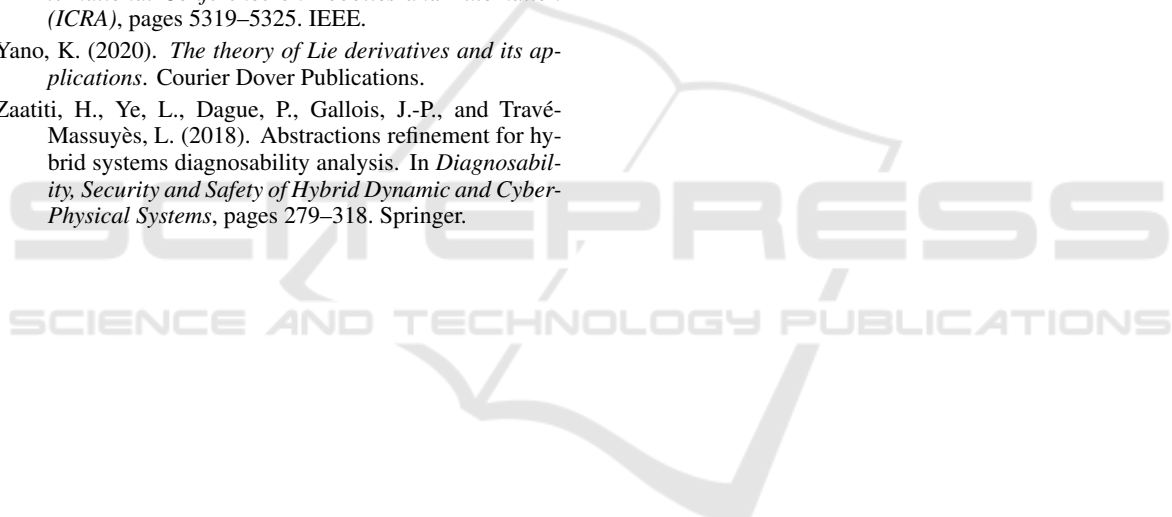 (ICRA), pages 5319–5325. IEEE.
Yano, K. (2020). The theory of Lie derivatives and its ap-
plications. Courier Dover Publications.
Zaatiti, H., Ye, L., Dague, P., Gallois, J.-P., and Travé-
Massuyès, L. (2018). Abstractions refinement for hy-
brid systems diagnosability analysis. In Diagnosabil-
ity, Security and Safety of Hybrid Dynamic and Cyber-
Physical Systems, pages 279–318. Springer.
SCITEPRESS
SCIENCE AND TECHNOLOGY PUBLICATIONS